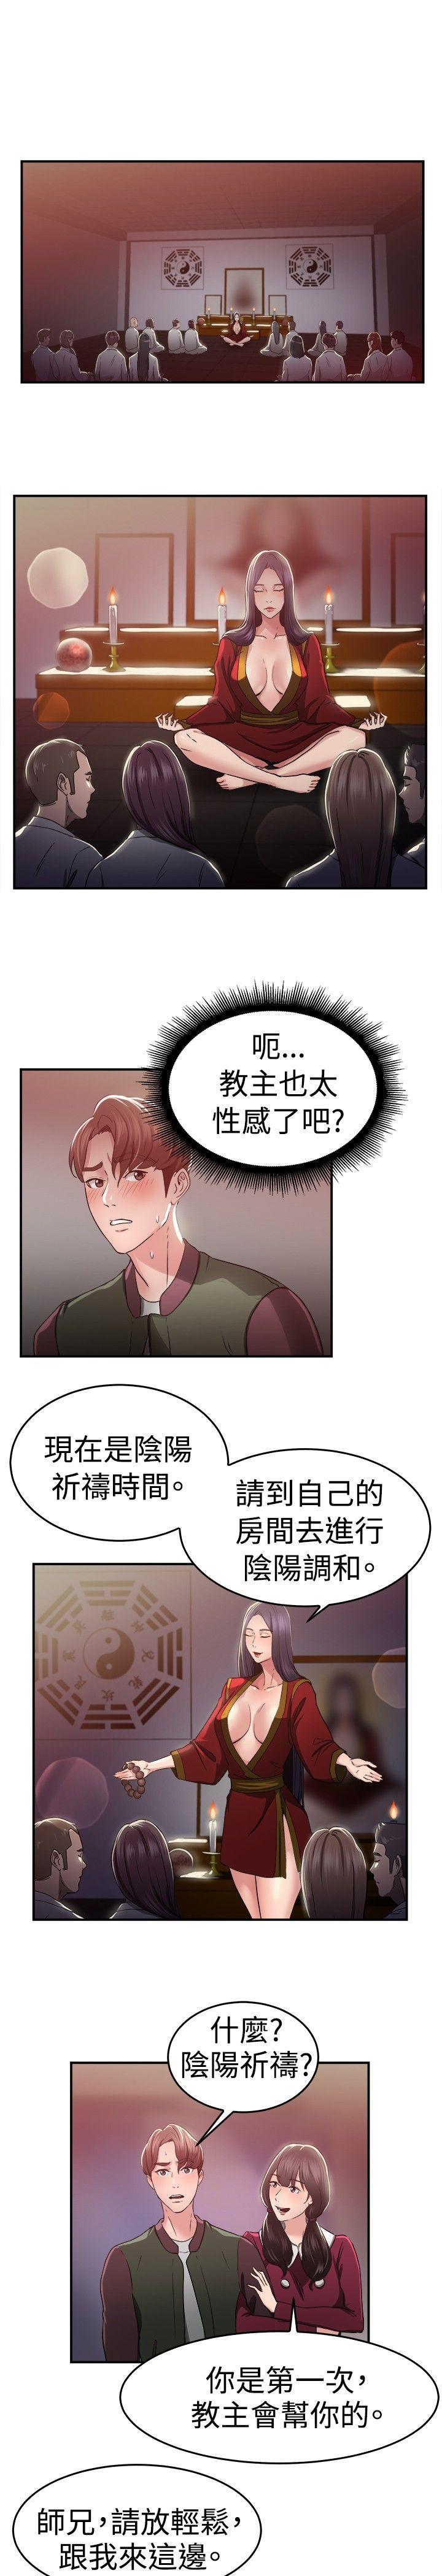 呃...
教主也太
性感了吧?
現在是陰陽
祈禱時間。
請到自己的
房間去進行
陰陽調和。
什麼?
陰陽祈禱?
你是第一次,
教主會幫你的。
師兄,請放輕鬆,
跟我來這邊。